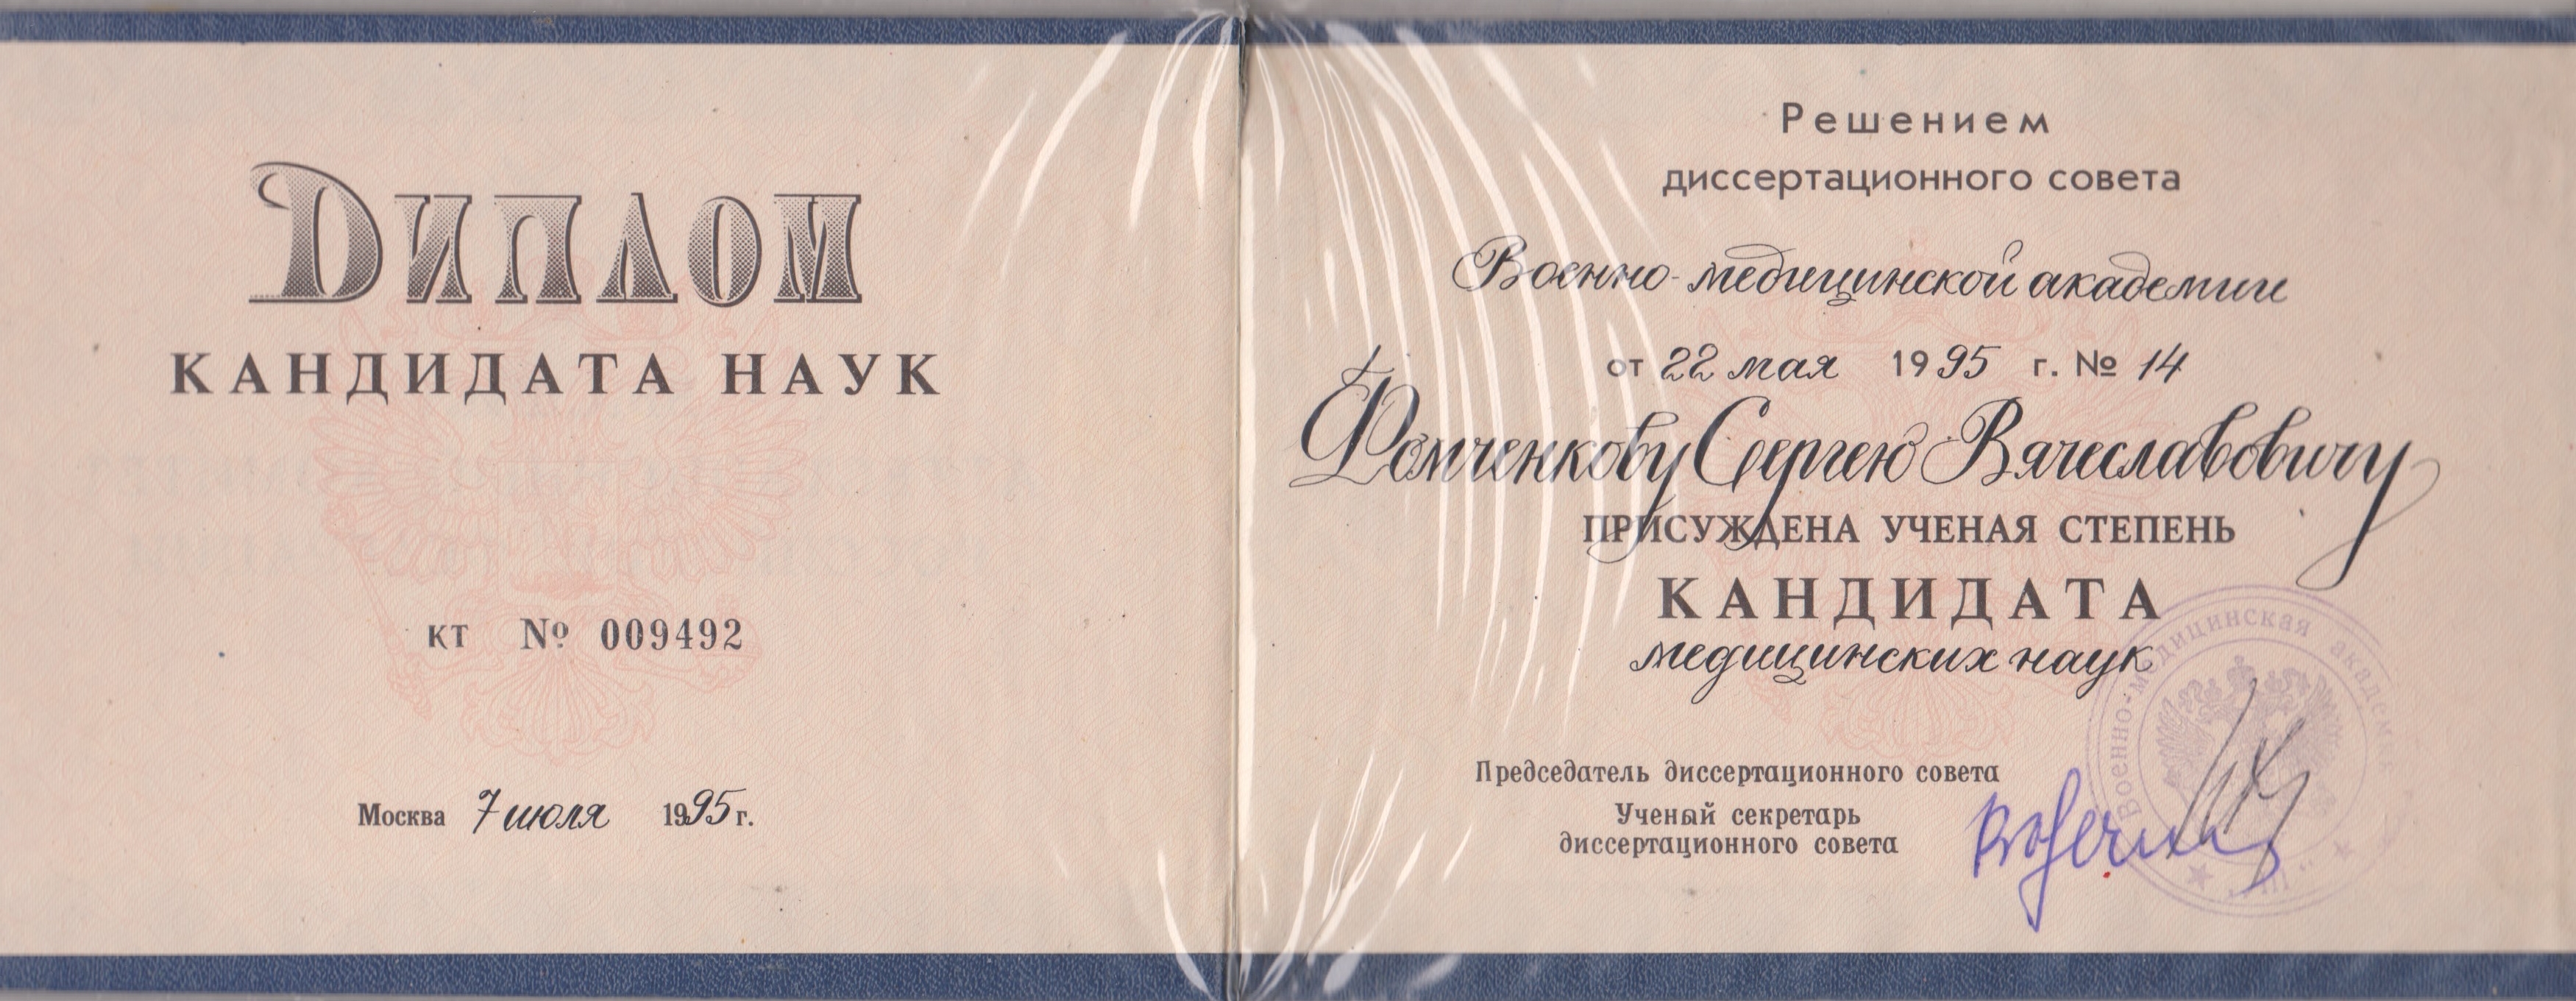 Диплом
КАНДИДАТА НАУК
КТ № 009492
Москва 7 июля 1995 г.
Решением
диссертационного совета
Военно-медицинской академии
от 22 мая 1995 г. № 14
Фомченкову Сергею Вячеславовичу
ПРИСУЖДЕНА УЧЕНАЯ СТЕПЕНЬ
КАНДИДАТА
медицинских наук
Председатель диссертационного совета
Ученый секретарь
диссертационного совета
Военно-медицинская академия